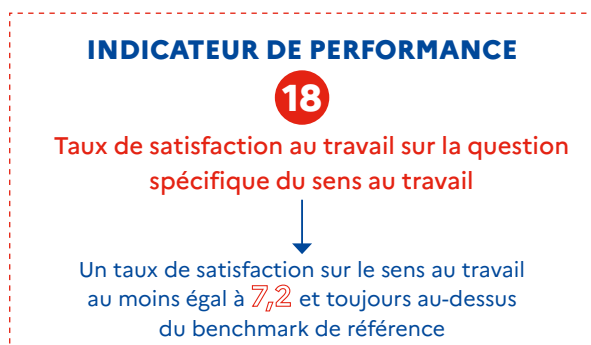 INDICATEUR DE PERFORMANCE
18
Taux de satisfaction au travail sur la question
spécifique du sens au travail
Un taux de satisfaction sur le sens au travail
au moins égal à 7,2 et toujours au-dessus
du benchmark de référence